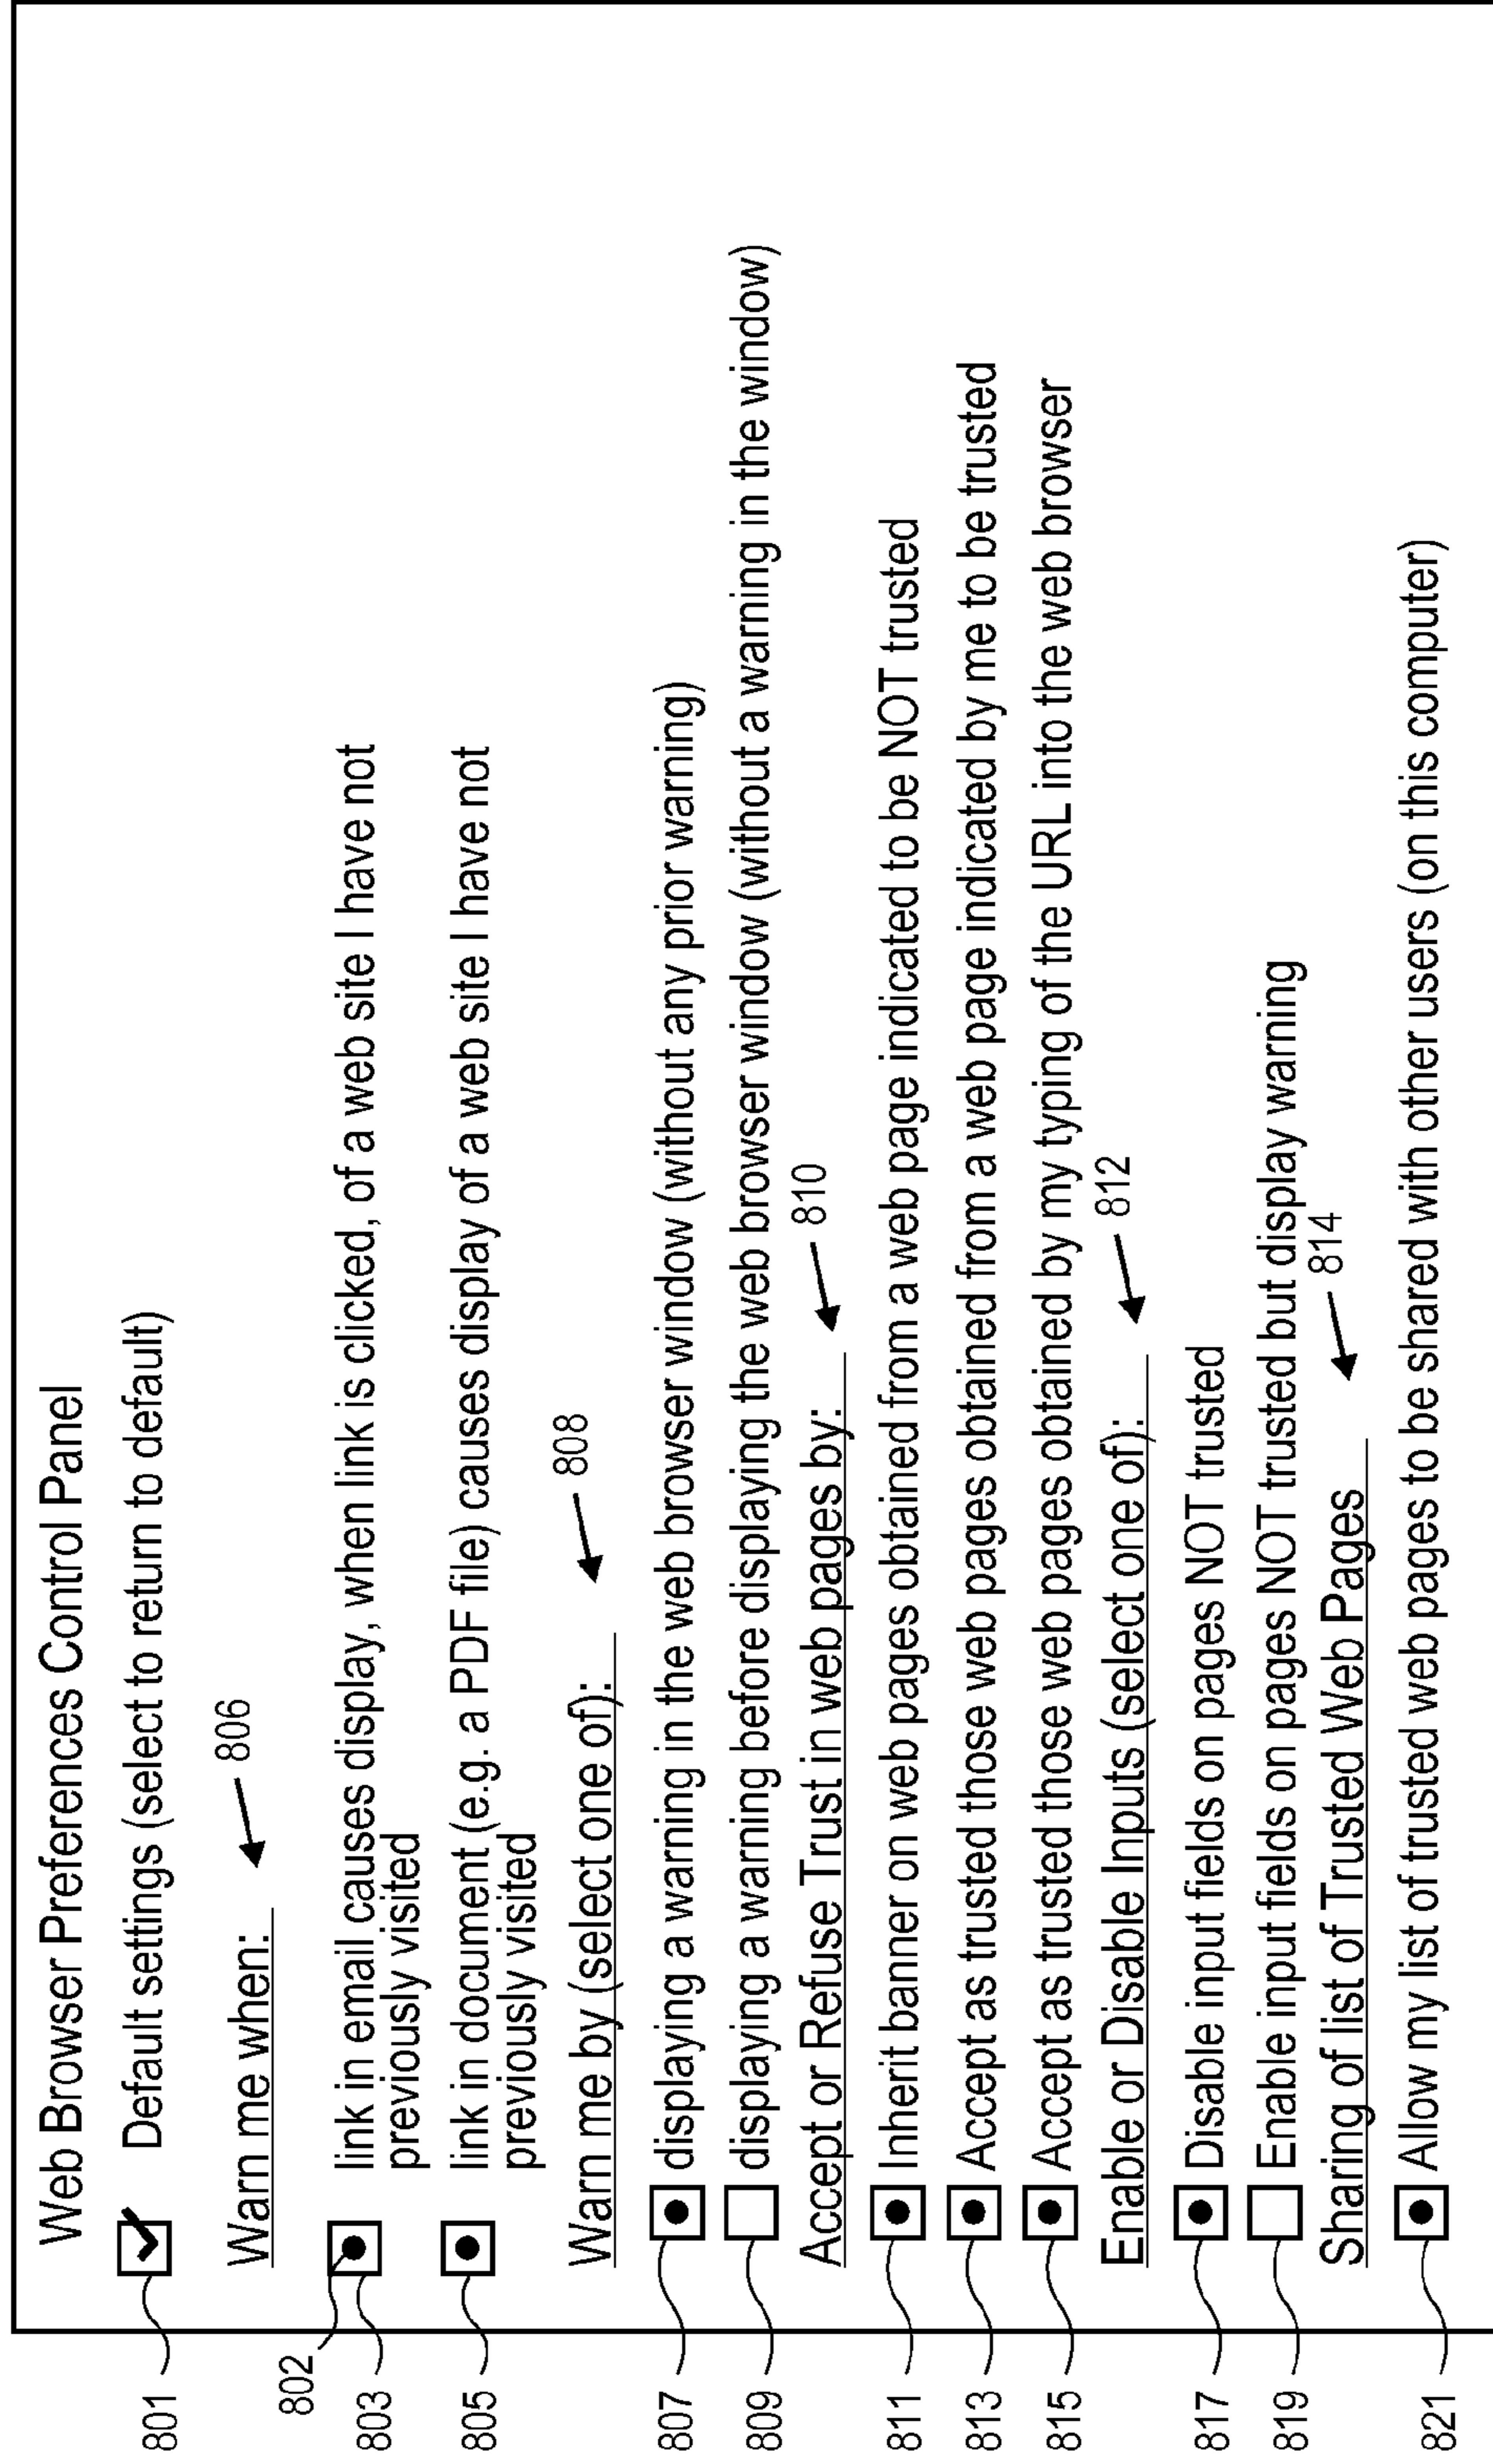 Web Browser Preferences Control Panel
801 Default settings (select to return to default)
Warn me when: 806
802
803 link in email causes display, when link is clicked, of a web site I have not
previously visited
805 link in document (e.g. a PDF file) causes display of a web site I have not
previously visited
Warn me by (select one of): 808
807 displaying a warning in the web browser window (without any prior warning)
809 displaying a warning before displaying the web browser window (without a warning in the window)
Accept or Refuse Trust in web pages by: 810
811 Inherit banner on web pages obtained from a web page indicated to be NOT trusted
813 Accept as trusted those web pages obtained from a web page indicated by me to be trusted
815 Accept as trusted those web pages obtained by my typing of the URL into the web browser
Enable or Disable Inputs (select one of): 812
817 Disable input fields on pages NOT trusted
819 Enable input fields on pages NOT trusted but display warning
Sharing of list of Trusted Web Pages 814
821 Allow my list of trusted web pages to be shared with other users (on this computer)